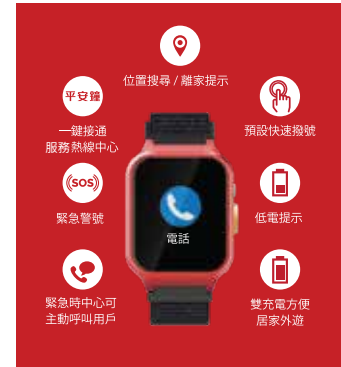 位置搜尋 / 離家提示
平安鐘
一鍵接通
服務熱線中心
預設快速撥號
(SOS)
緊急警號
低電提示
電話
緊急時中心可
主動呼叫用戶
雙充電方便
居家外遊